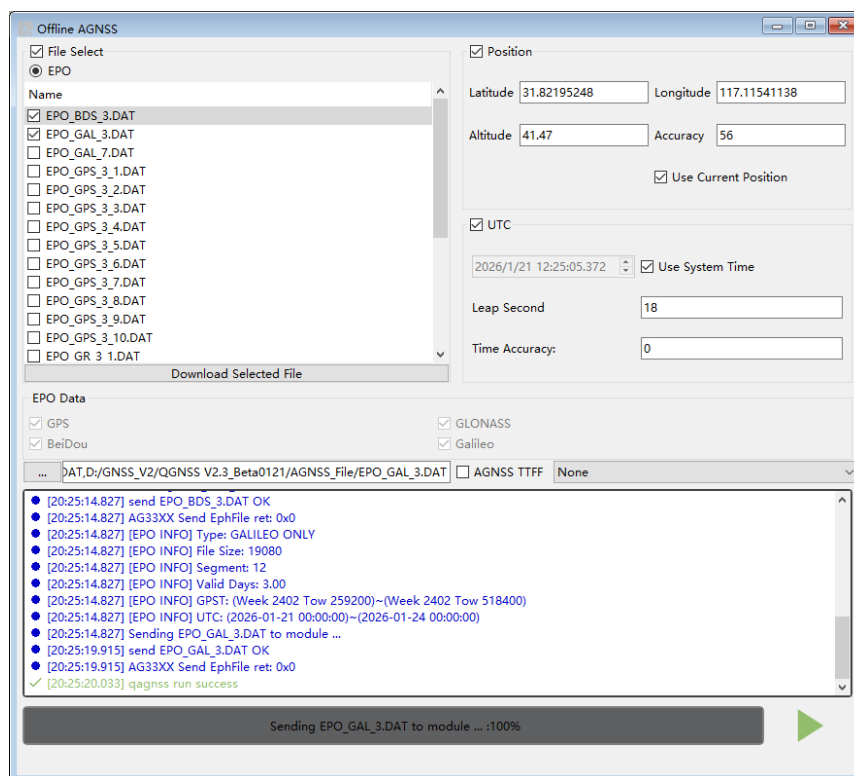 Offline AGNSS
File Select
EPO
Name
EPO_BDS_3.DAT
EPO_GAL_3.DAT
EPO_GAL_7.DAT
EPO_GPS_3_1.DAT
EPO_GPS_3_2.DAT
EPO_GPS_3_3.DAT
EPO_GPS_3_4.DAT
EPO_GPS_3_5.DAT
EPO_GPS_3_6.DAT
EPO_GPS_3_7.DAT
EPO_GPS_3_8.DAT
EPO_GPS_3_9.DAT
EPO_GPS_3_10.DAT
EPO_GR_3_1.DAT
Download Selected File
Position
Latitude 31.82195248 Longitude 117.11541138
Altitude 41.47 Accuracy 56
Use Current Position
UTC
2026/1/21 12:25:05.372 Use System Time
Leap Second 18
Time Accuracy: 0
EPO Data
GPS GLONASS
BeiDou Galileo
... DAT,D:/GNSS_V2/QGNSS V2.3_Beta0121/AGNSS_File/EPO_GAL_3.DAT AGNSS TTFF None
[20:25:14.827] send EPO_BDS_3.DAT OK
[20:25:14.827] AG33XX Send EphFile ret: 0x0
[20:25:14.827] [EPO INFO] Type: GALILEO ONLY
[20:25:14.827] [EPO INFO] File Size: 19080
[20:25:14.827] [EPO INFO] Segment: 12
[20:25:14.827] [EPO INFO] Valid Days: 3.00
[20:25:14.827] [EPO INFO] GPST: (Week 2402 Tow 259200)~(Week 2402 Tow 518400)
[20:25:14.827] [EPO INFO] UTC: (2026-01-21 00:00:00)~(2026-01-24 00:00:00)
[20:25:14.827] Sending EPO_GAL_3.DAT to module ...
[20:25:19.915] send EPO_GAL_3.DAT OK
[20:25:19.915] AG33XX Send EphFile ret: 0x0
[20:25:20.033] qagnss run success
Sending EPO_GAL_3.DAT to module ... :100%